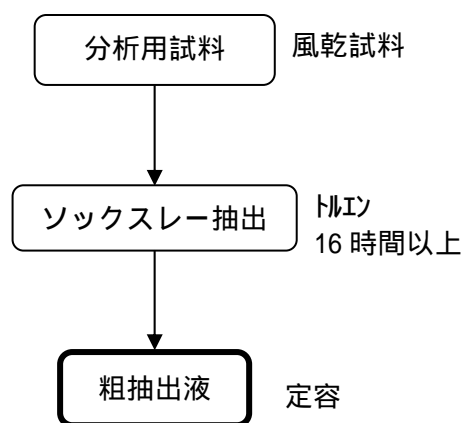 分析用試料
風乾試料
ソックスレー抽出
ﾄﾙｴﾝ
16 時間以上
粗抽出液
定容